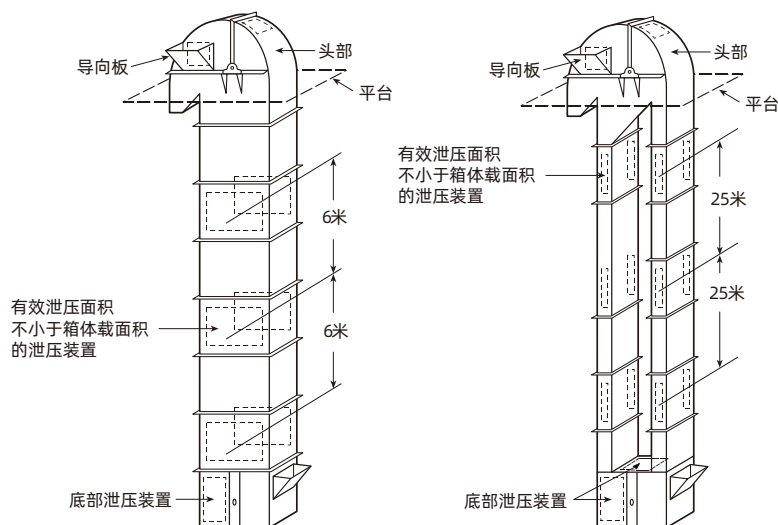 头部
导向板
平台
6米
有效泄压面积
不小于箱体载面积
的泄压装置
6米
底部泄压装置
头部
导向板
平台
有效泄压面积
不小于箱体载面积
的泄压装置
25米
25米
底部泄压装置